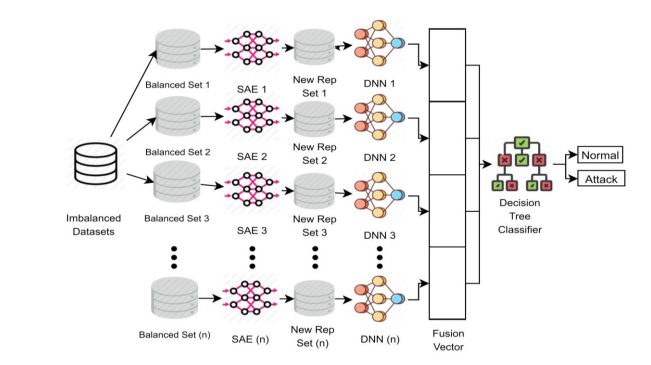 Balanced Set 1
SAE 1
New Rep
Set 1
DNN 1
Balanced Set 2
SAE 2
New Rep
Set 2
DNN 2
Imbalanced
Datasets
Balanced Set 3
SAE 3
New Rep
Set 3
DNN 3
Decision
Tree
Classifier
Normal
Attack
Balanced Set (n)
SAE (n)
New Rep
Set (n)
DNN (n)
Fusion
Vector